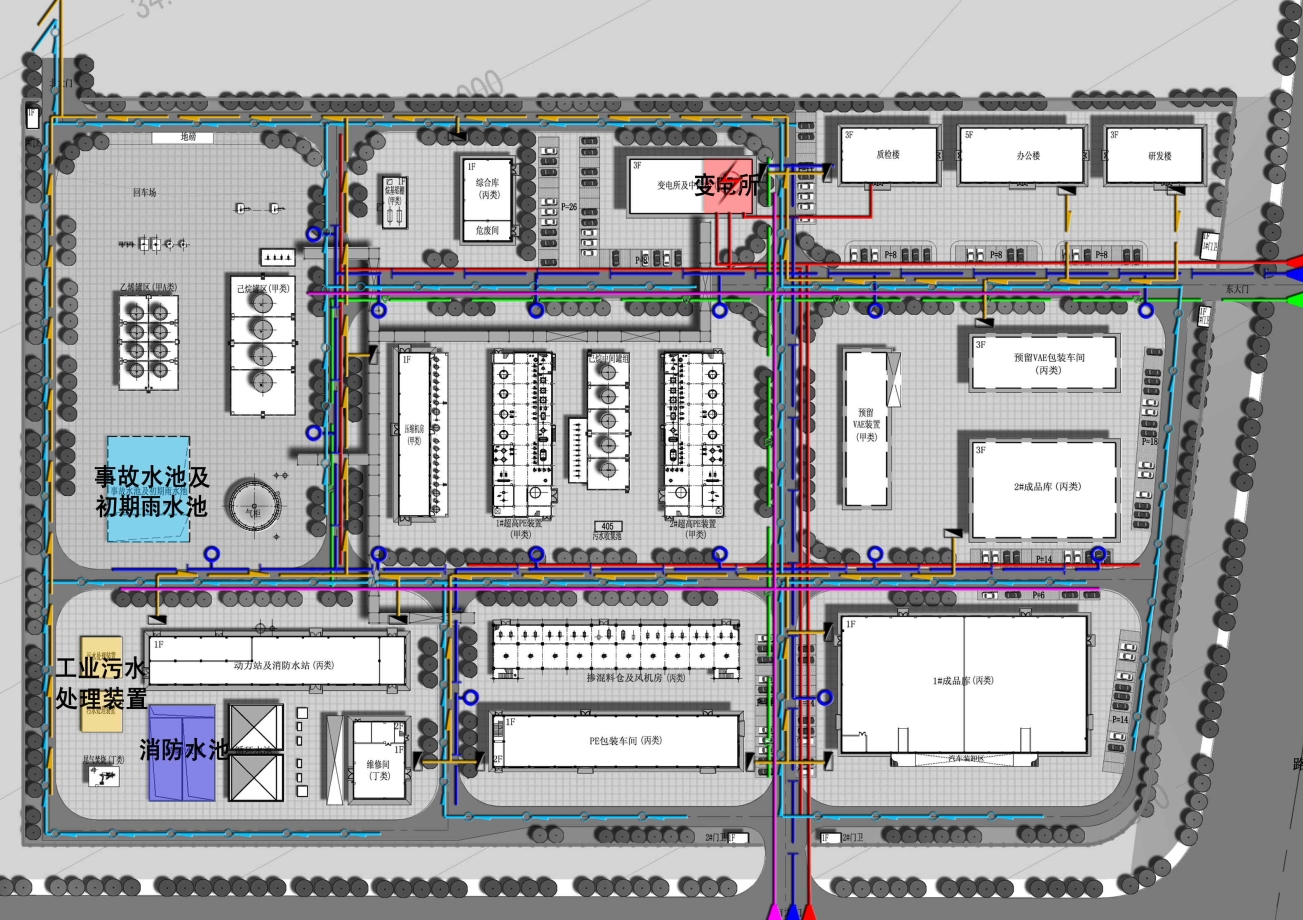 地磅
回车场
乙烯罐区(甲A类)
己烷罐区(甲类)
事故水池及
初期雨水池
气柜
1F
综合库
(丙类)
危废间
P=26
3F
变电所
3F
质检楼
5F
办公楼
3F
研发楼
P=8
P=8
P=8
东大门
1F
压缩机房
(甲类)
1#超高PE装置
(甲类)
己烷中间罐组
405
污水收集池
2#超高PE装置
(甲类)
预留
VAE装置
(甲类)
3F
预留VAE包装车间
(丙类)
3F
2#成品库(丙类)
P=18
P=14
P=6
1F
动力站及消防水站(丙类)
工业污水
处理装置
消防水池
2F
1F
维修间
(丁类)
掺混料仓及风机房(丙类)
1F
PE包装车间(丙类)
2F
1F
1#成品库(丙类)
汽车装卸区
P=14
2#门卫
1F
1F
2#门卫
路